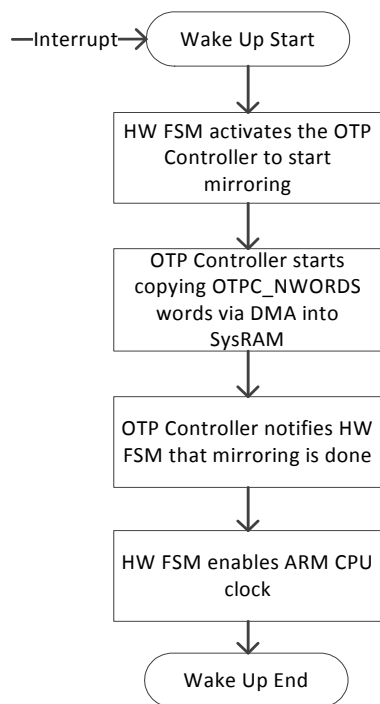 Interrupt
Wake Up Start
HW FSM activates the OTP
Controller to start
mirroring
OTP Controller starts
copying OTPC_NWORDS
words via DMA into
SysRAM
OTP Controller notifies HW
FSM that mirroring is done
HW FSM enables ARM CPU
clock
Wake Up End